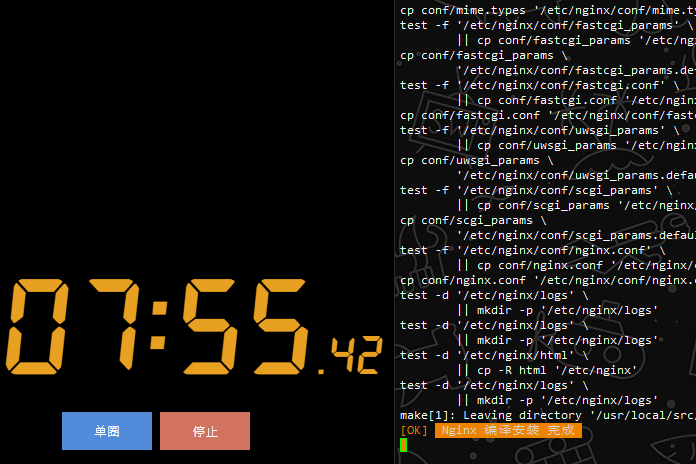 07:55.42
单圈
停止
cp conf/mime.types '/etc/nginx/conf/mime.ty
test -f '/etc/nginx/conf/fastcgi_params' \
|| cp conf/fastcgi_params '/etc/ng
cp conf/fastcgi_params \
'/etc/nginx/conf/fastcgi_params.de
test -f '/etc/nginx/conf/fastcgi.conf' \
|| cp conf/fastcgi.conf '/etc/nginx
cp conf/fastcgi.conf '/etc/nginx/conf/fast
test -f '/etc/nginx/conf/uwsgi_params' \
|| cp conf/uwsgi_params '/etc/ngin
cp conf/uwsgi_params \
'/etc/nginx/conf/uwsgi_params.defau
test -f '/etc/nginx/conf/scgi_params' \
|| cp conf/scgi_params '/etc/nginx/
cp conf/scgi_params \
'/etc/nginx/conf/scgi_params.defaul
test -f '/etc/nginx/conf/nginx.conf' \
|| cp conf/nginx.conf '/etc/nginx/c
cp conf/nginx.conf '/etc/nginx/conf/nginx.c
test -d '/etc/nginx/logs' \
|| mkdir -p '/etc/nginx/logs'
test -d '/etc/nginx/logs' \
|| mkdir -p '/etc/nginx/logs'
test -d '/etc/nginx/html' \
|| cp -R html '/etc/nginx'
test -d '/etc/nginx/logs' \
|| mkdir -p '/etc/nginx/logs'
make[1]: Leaving directory '/usr/local/src/
[OK] Nginx 编译安装 完成